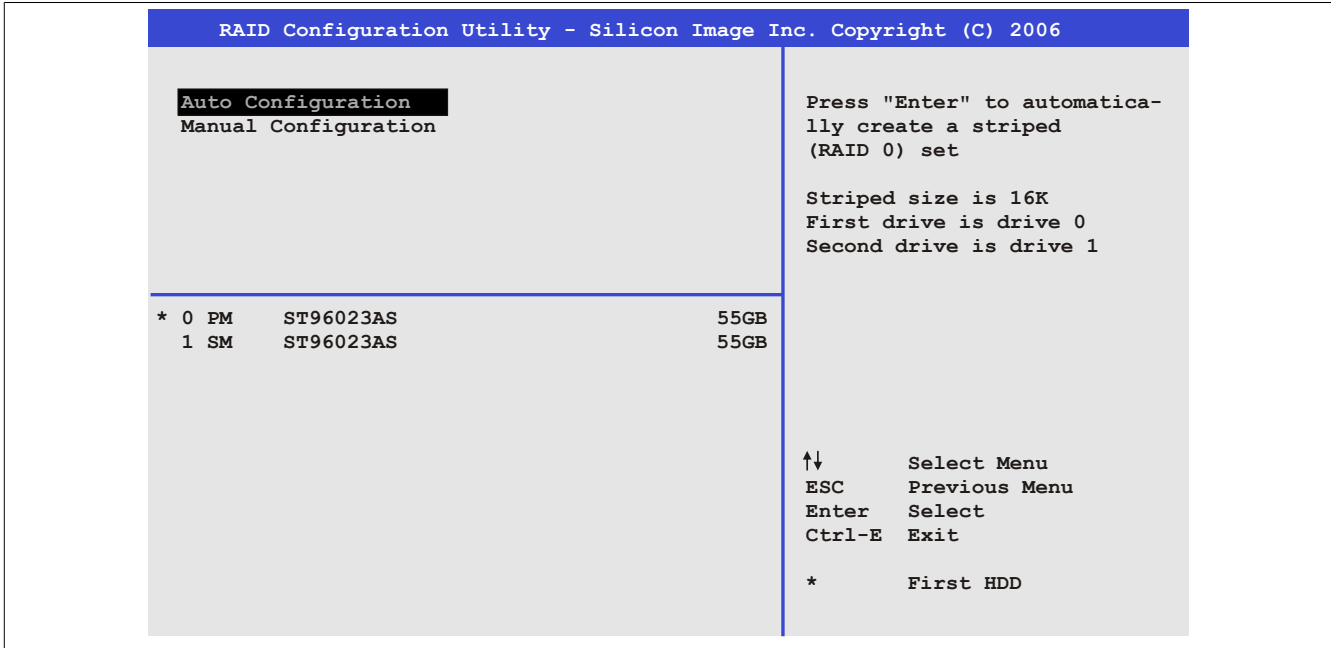 RAID Configuration Utility - Silicon Image Inc. Copyright (C) 2006
Auto Configuration
Manual Configuration
* 0 PM ST96023AS 55GB
1 SM ST96023AS 55GB
Press "Enter" to automatica-
lly create a striped
(RAID 0) set
Striped size is 16K
First drive is drive 0
Second drive is drive 1
↑↓ Select Menu
ESC Previous Menu
Enter Select
Ctrl-E Exit
* First HDD